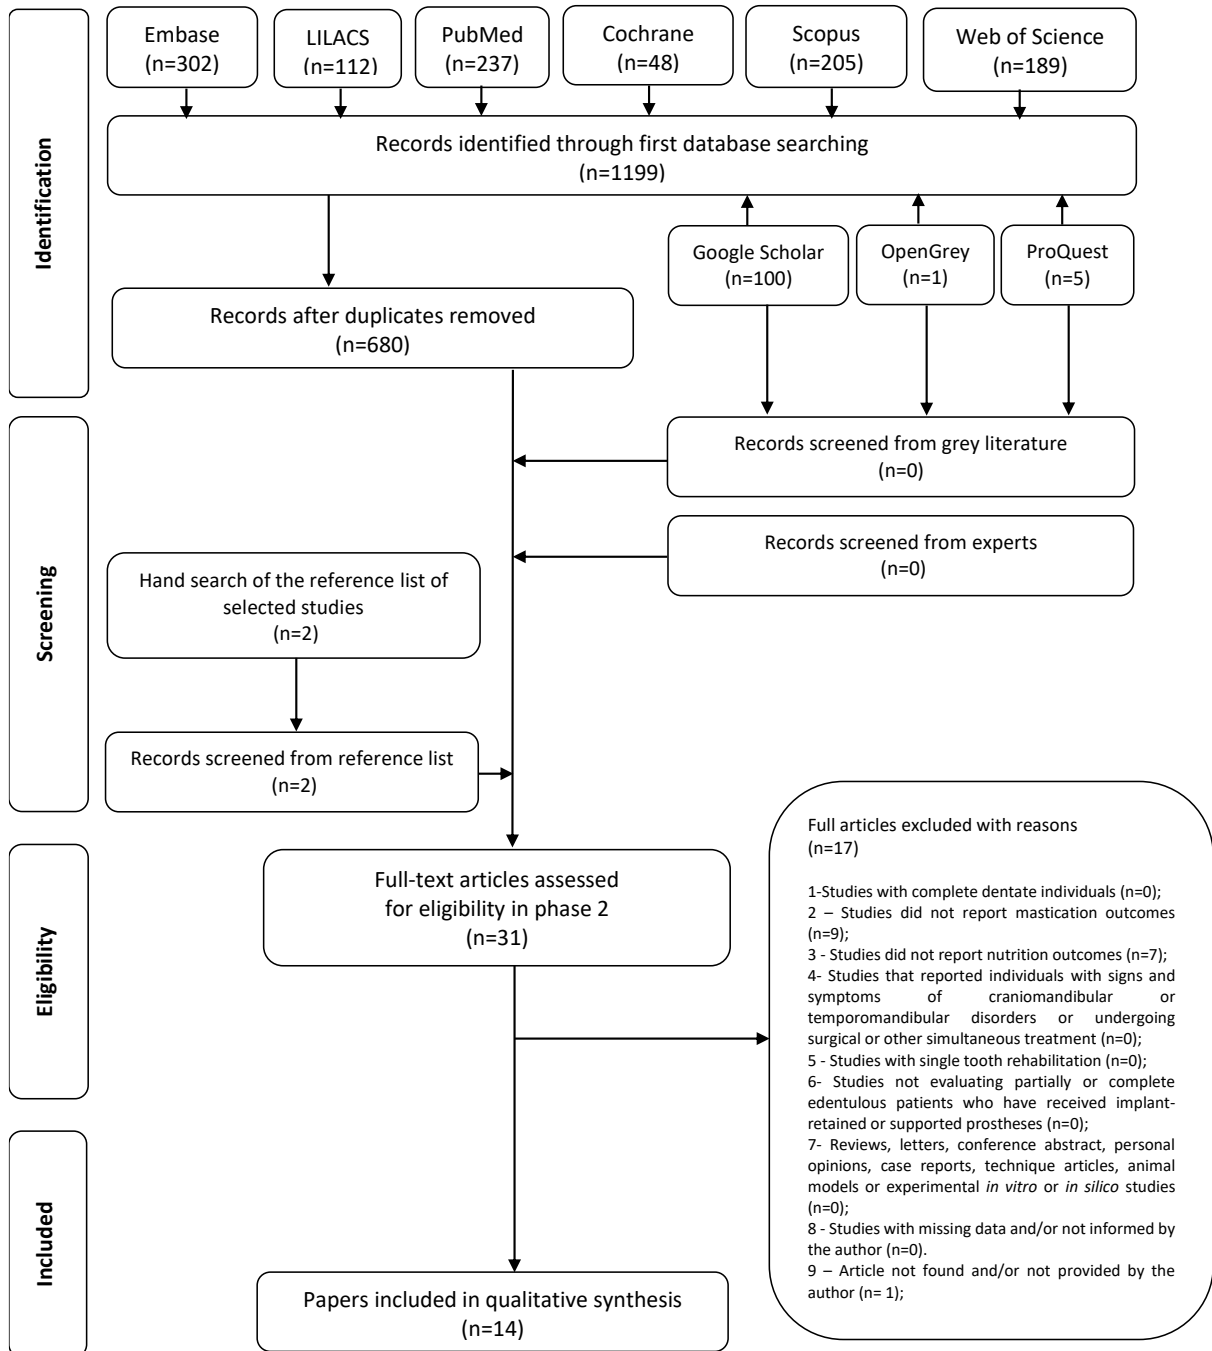 Embase
(n=302)
LILACS
(n=112)
PubMed
(n=237)
Cochrane
(n=48)
Scopus
(n=205)
Web of Science
(n=189)
Identification
Records identified through first database searching
(n=1199)
Google Scholar
(n=100)
OpenGrey
(n=1)
ProQuest
(n=5)
Records after duplicates removed
(n=680)
Screening
Records screened from grey literature
(n=0)
Records screened from experts
(n=0)
Hand search of the reference list of
selected studies
(n=2)
Records screened from reference list
(n=2)
Eligibility
Full-text articles assessed
for eligibility in phase 2
(n=31)
Full articles excluded with reasons
(n=17)
1-Studies with complete dentate individuals (n=0);
2 – Studies did not report mastication outcomes
(n=9);
3 - Studies did not report nutrition outcomes (n=7);
4- Studies that reported individuals with signs and
symptoms of craniomandibular or
temporomandibular disorders or undergoing
surgical or other simultaneous treatment (n=0);
5 - Studies with single tooth rehabilitation (n=0);
6- Studies not evaluating partially or complete
edentulous patients who have received implant-
retained or supported prostheses (n=0);
7- Reviews, letters, conference abstract, personal
opinions, case reports, technique articles, animal
models or experimental in vitro or in silico studies
(n=0);
8 - Studies with missing data and/or not informed by
the author (n=0).
9 – Article not found and/or not provided by the
author (n= 1);
Included
Papers included in qualitative synthesis
(n=14)